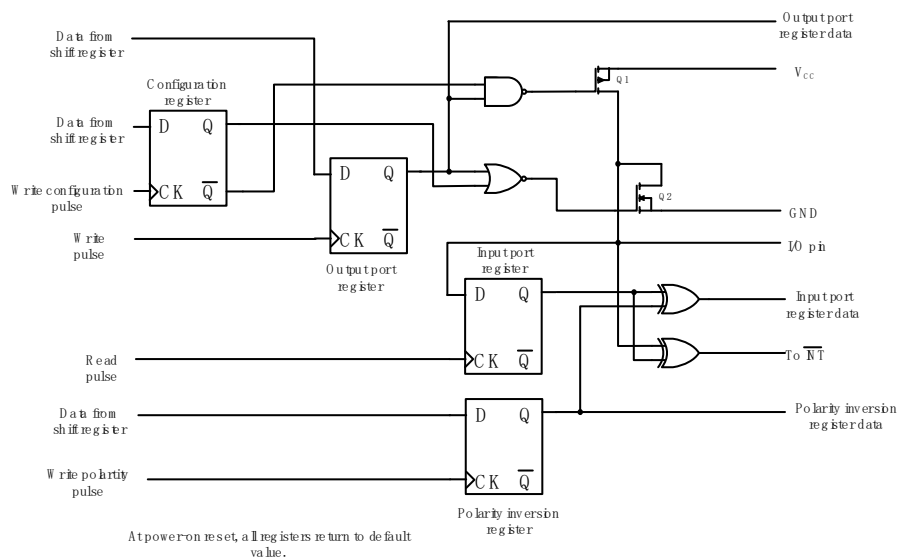 Output port
register data
Data from
shift register
VCC
Q1
Configuration
register
Data from
shift register
D Q
Write configuration
pulse
CK Q
D Q
Q2
GND
Write
pulse
CK Q
I/O pin
Output port
register
Input port
register
D Q
Input port
register data
Read
pulse
CK Q
To INT
Data from
shift register
D Q
Polarity inversion
register data
Write polartity
pulse
CK Q
Polarity inversion
register
At power-on reset, all registers return to default
value.